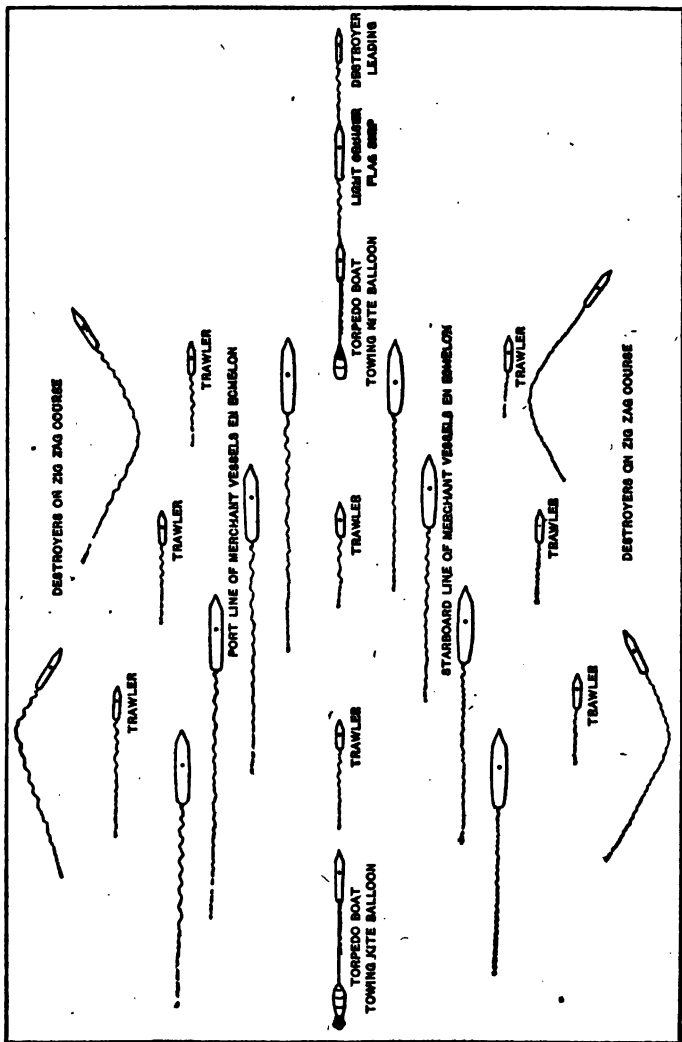 DESTROYER
LEADING
LIGHT CRUISER
FLAG SHIP
TORPEDO BOAT
TOWING KITE BALLOON
DESTROYERS ON ZIG ZAG COURSE
TRAWLER
TRAWLER
TRAWLER
PORT LINE OF MERCHANT VESSELS EN ECHELON
TRAWLER
TRAWLER
STARBOARD LINE OF MERCHANT VESSELS EN ECHELON
TRAWLER
TRAWLER
TRAWLER
DESTROYERS ON ZIG ZAG COURSE
TORPEDO BOAT
TOWING KITE BALLOON